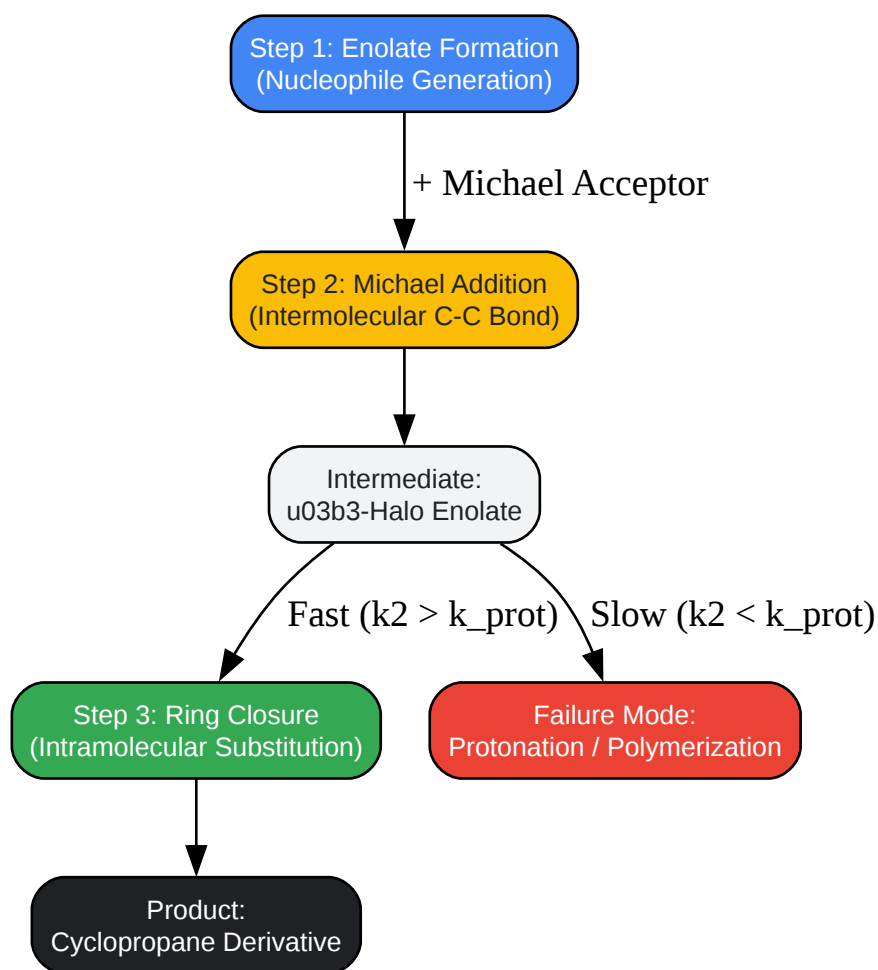 Step 1: Enolate Formation
(Nucleophile Generation)
+ Michael Acceptor
Step 2: Michael Addition
(Intermolecular C-C Bond)
Intermediate:
u03b3-Halo Enolate
Fast (k2 > k_prot)
Slow (k2 < k_prot)
Step 3: Ring Closure
(Intramolecular Substitution)
Failure Mode:
Protonation / Polymerization
Product:
Cyclopropane Derivative